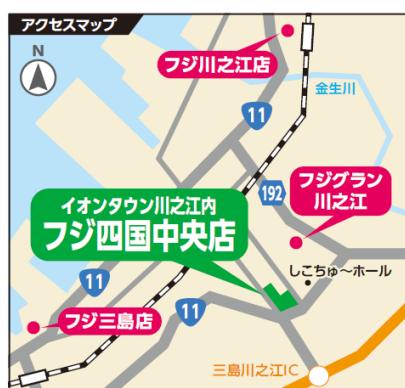 アクセスマップ
N
フジ川之江店
金生川
11
192
フジグラン
川之江
イオンタウン川之江内
フジ四国中央店
しこちゅ～ホール
11
11
フジ三島店
三島川之江IC